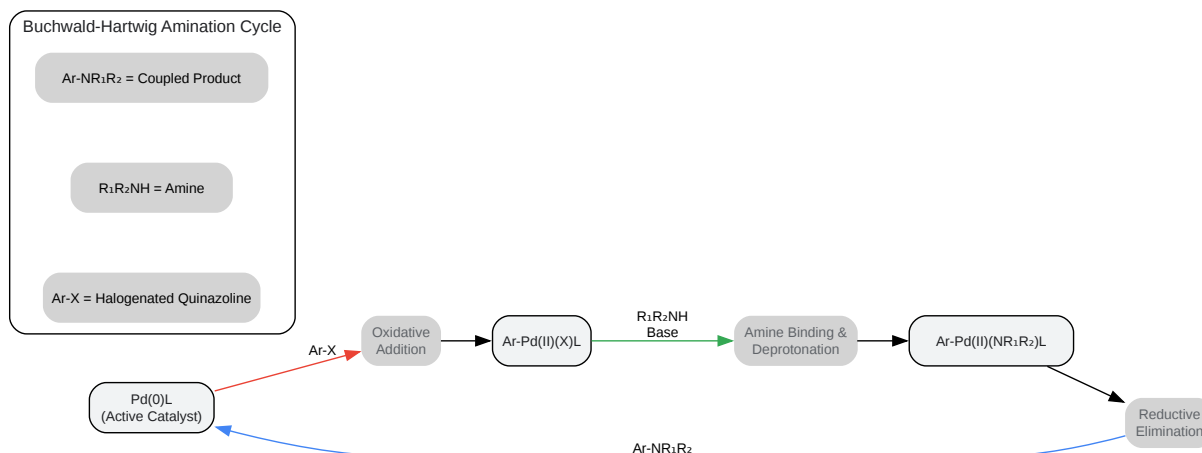 Buchwald-Hartwig Amination Cycle
Ar-NR₁R₂ = Coupled Product
R₁R₂NH = Amine
Ar-X = Halogenated Quinazoline
Pd(0)L
(Active Catalyst)
Ar-X
Oxidative
Addition
Ar-Pd(II)(X)L
R₁R₂NH
Base
Amine Binding &
Deprotonation
Ar-Pd(II)(NR₁R₂)L
Reductive
Elimination
Ar-NR₁R₂